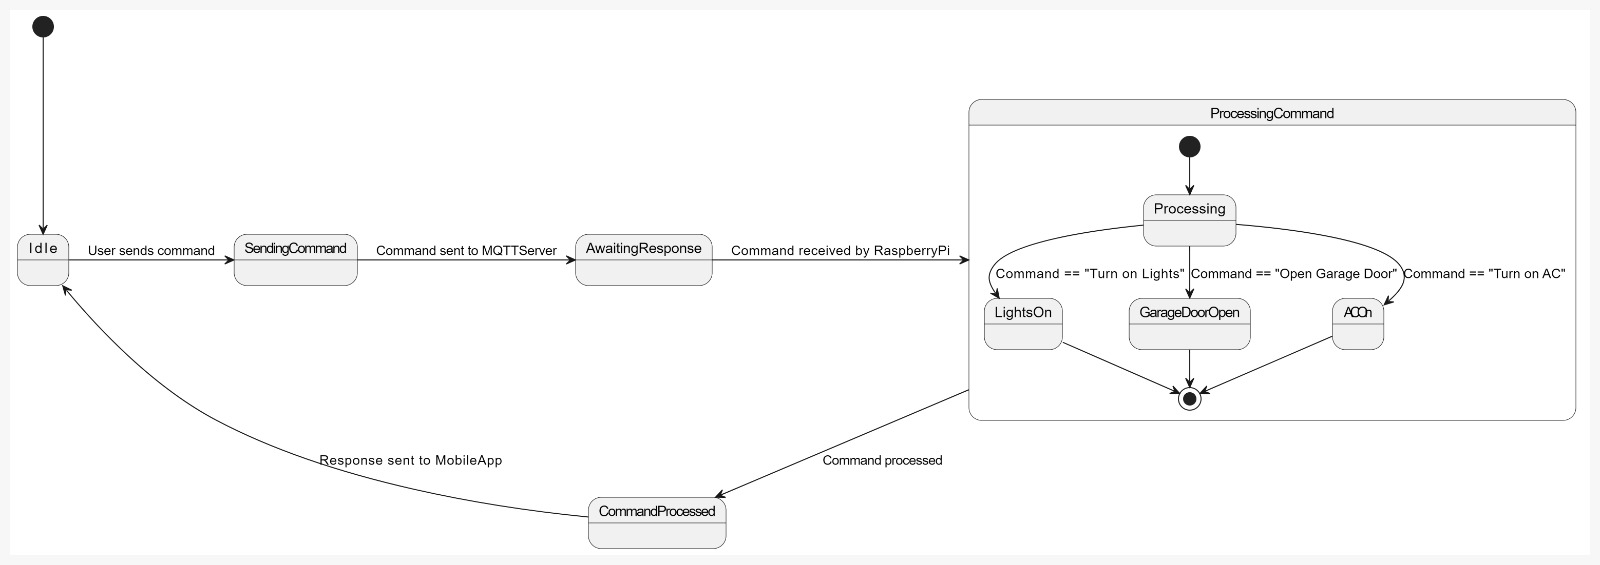 ProcessingCommand
Processing
Idle
User sends command
SendingCommand
Command sent to MQTTServer
AwaitingResponse
Command received by RaspberryPi
Command == "Turn on Lights"
Command == "Open Garage Door"
Command == "Turn on AC"
LightsOn
GarageDoorOpen
ACOn
Response sent to MobileApp
Command processed
CommandProcessed